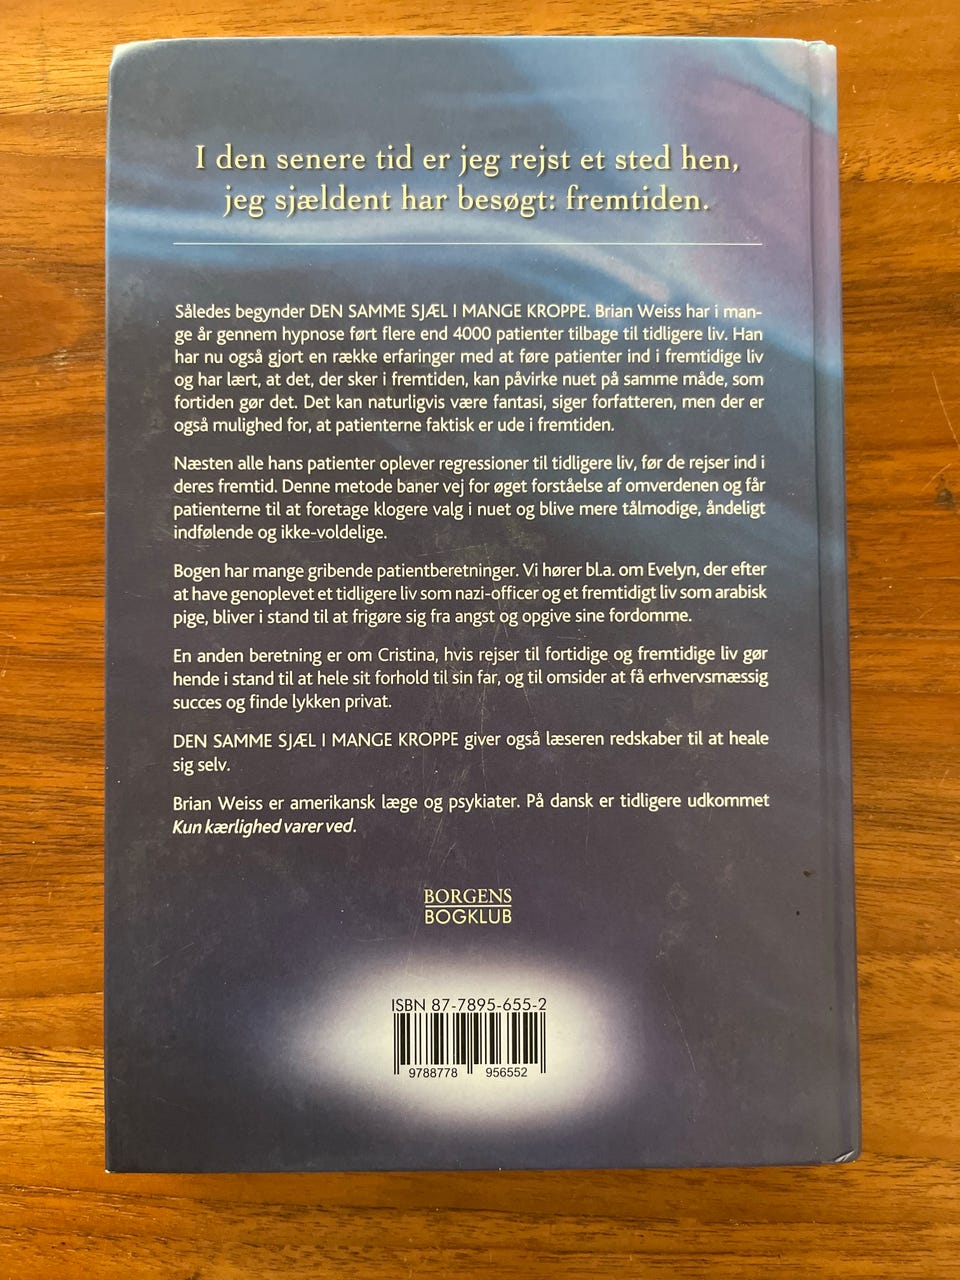 I den senere tid er jeg rejst et sted hen,
jeg sjældent har besøgt: fremtiden.
Således begynder DEN SAMME SJÆL I MANGE KROPPE. Brian Weiss har i man-
ge år gennem hypnose ført flere end 4000 patienter tilbage til tidligere liv. Han
har nu også gjort en række erfaringer med at føre patienter ind i fremtidige liv
og har lært, at det, der sker i fremtiden, kan påvirke nuet på samme måde, som
fortiden gør det. Det kan naturligvis være fantasi, siger forfatteren, men der er
også mulighed for, at patienterne faktisk er ude i fremtiden.
Næsten alle hans patienter oplever regressioner til tidligere liv, før de rejser ind i
deres fremtid. Denne metode baner vej for øget forståelse af omverdenen og får
patienterne til at foretage klogere valg i nuet og blive mere tålmodige, åndeligt
indfølende og ikke-voldelige.
Bogen har mange gribende patientberetninger. Vi hører bl.a. om Evelyn, der efter
at have genoplevet et tidligere liv som nazi-officer og et fremtidigt liv som arabisk
pige, bliver i stand til at frigøre sig fra angst og opgive sine fordomme.
En anden beretning er om Cristina, hvis rejser til fortidige og fremtidige liv gør
hende i stand til at hele sit forhold til sin far, og til omsider at få erhvervsmæssig
succes og finde lykken privat.
DEN SAMME SJÆL I MANGE KROPPE giver også læseren redskaber til at heale
sig selv.
Brian Weiss er amerikansk læge og psykiater. På dansk er tidligere udkommet
Kun kærlighed varer ved.
BORGENS
BOGKLUB
ISBN 87-7895-655-2
9788778 956552